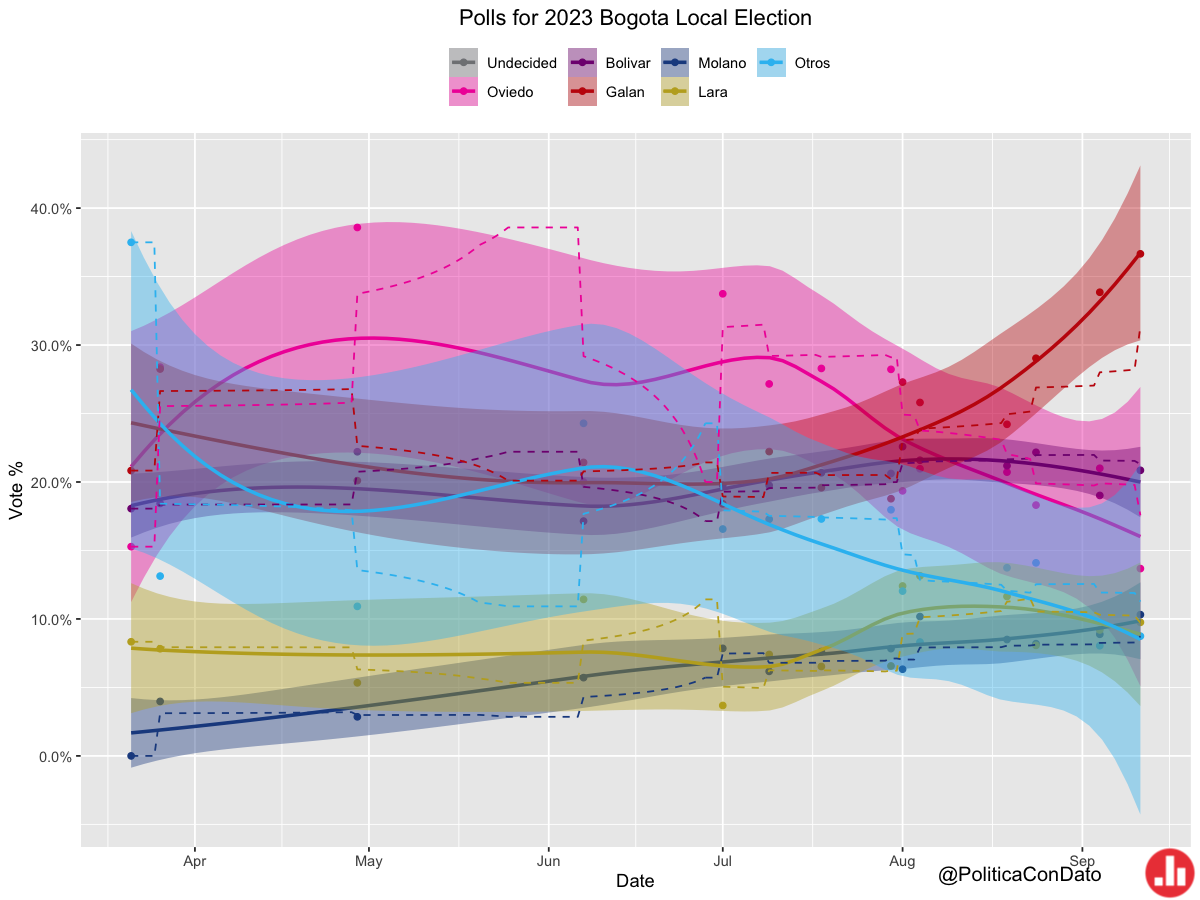 Polls for 2023 Bogota Local Election
Undecided Bolivar Molano Otros
Oviedo Galan Lara
40.0%
30.0%
20.0%
10.0%
0.0%
Vote %
Apr May Jun Jul Aug Sep
Date
@PoliticaConDato